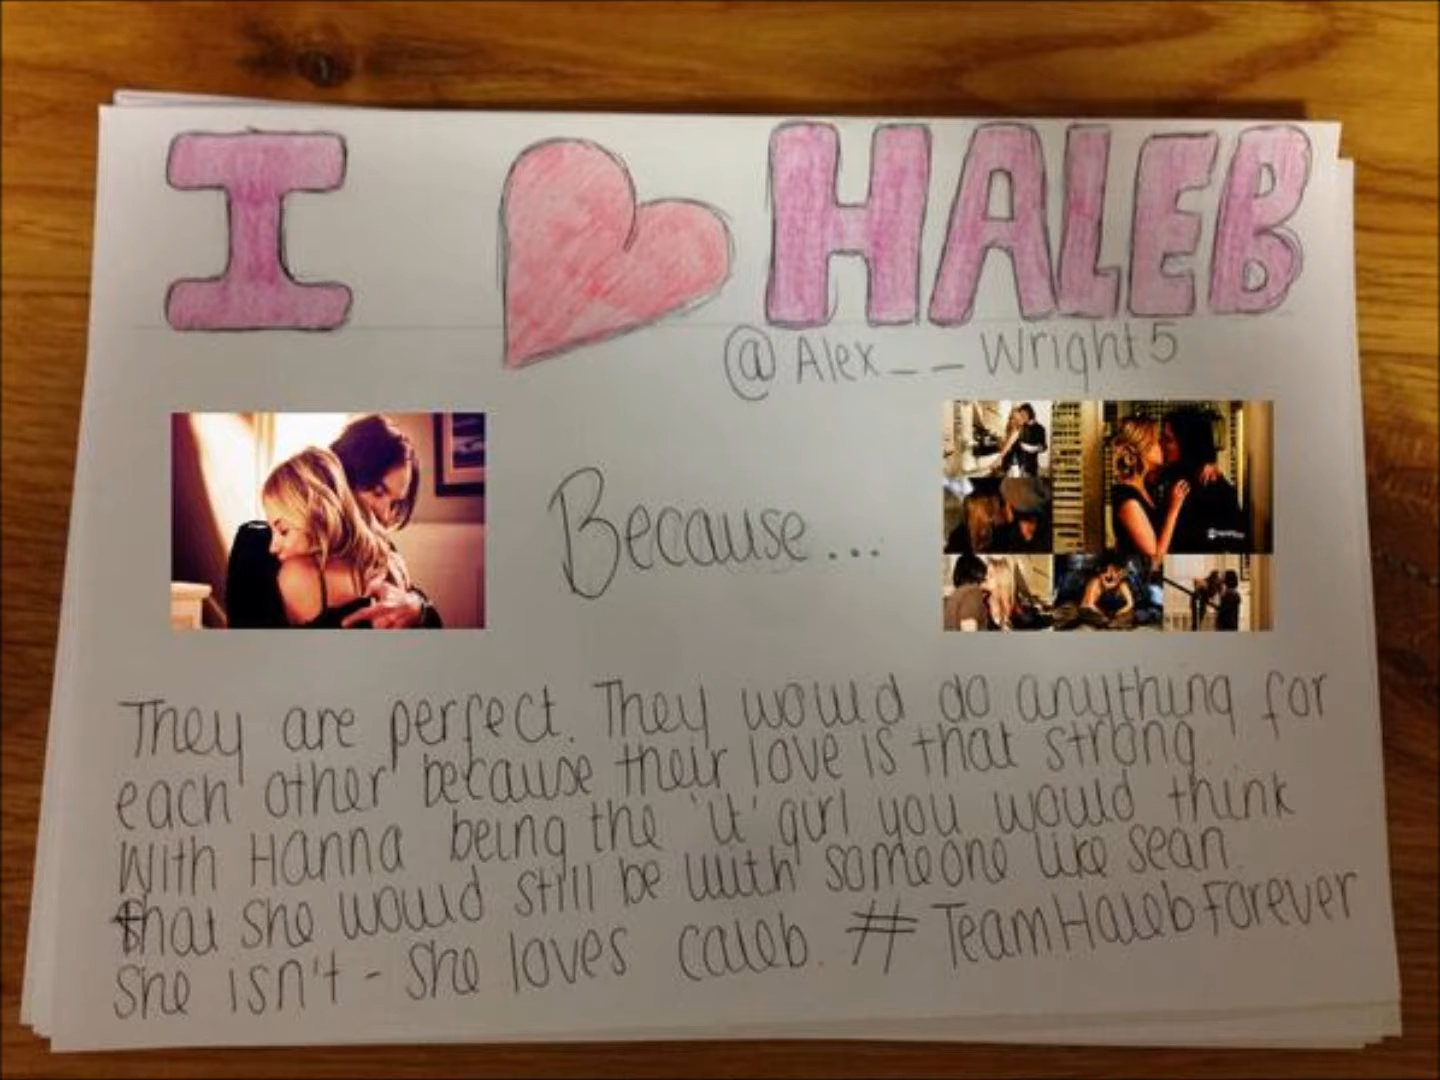 I ❤ HALEB
@Alex__Wright5
Because...
They are perfect. They would do anything for
each other because their love is that strong.
With Hanna being the 'it' girl you would think
that she would still be with someone like Sean.
She isn't - she loves Caleb. #TeamHalebForever